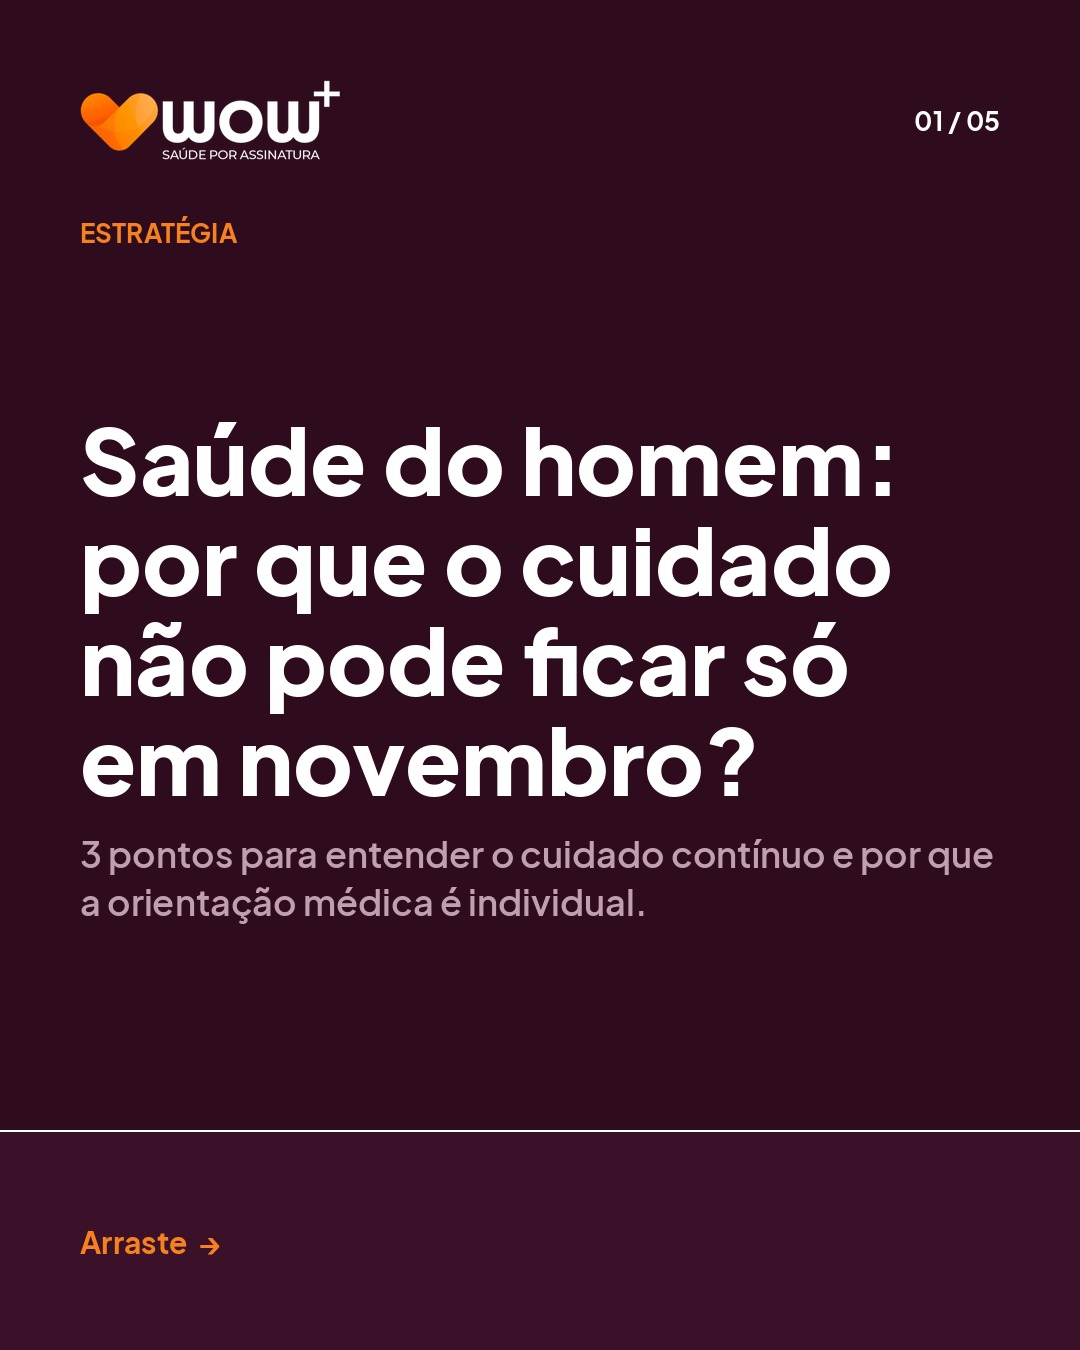 wow+
SAÚDE POR ASSINATURA
01 / 05
ESTRATÉGIA
Saúde do homem:
por que o cuidado
não pode ficar só
em novembro?
3 pontos para entender o cuidado contínuo e por que
a orientação médica é individual.
Arraste →